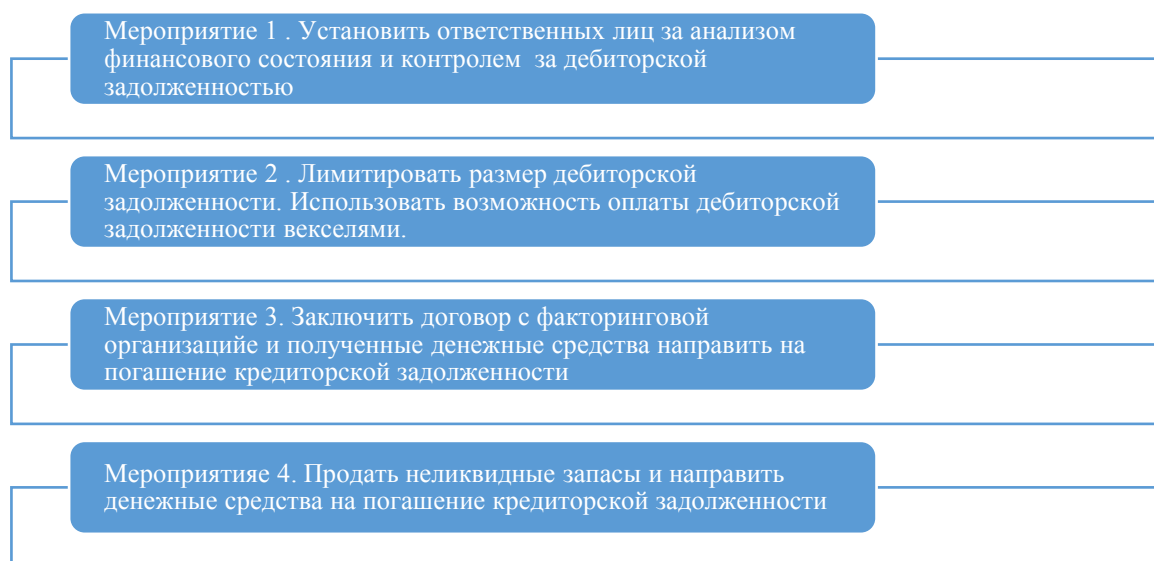 Мероприятие 1 . Установить ответственных лиц за анализом
финансового состояния и контролем  за дебиторской
задолженностью
Мероприятие 2 . Лимитировать размер дебиторской
задолженности. Использовать возможность оплаты дебиторской
задолженности векселями.
Мероприятие 3. Заключить договор с факторинговой
организацийе и полученные денежные средства направить на
погашение кредиторской задолженности
Мероприятияе 4. Продать неликвидные запасы и направить
денежные средства на погашение кредиторской задолженности